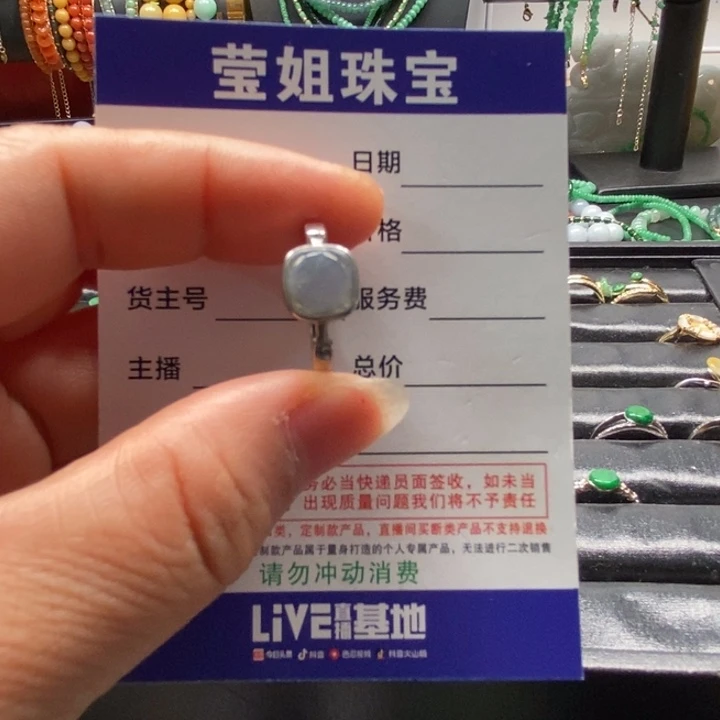 莹姐珠宝
日期
格
货主号 服务费
主播 总价
必当快递员面签收，如未当
出现质量问题我们将不予责任
类，定制款产品，直播间买断类产品不支持退换
制款产品属于量身打造的个人专属产品，无法进行二次销售
请勿冲动消费
LiVE直播基地
今日头条 抖音 抖音火山版